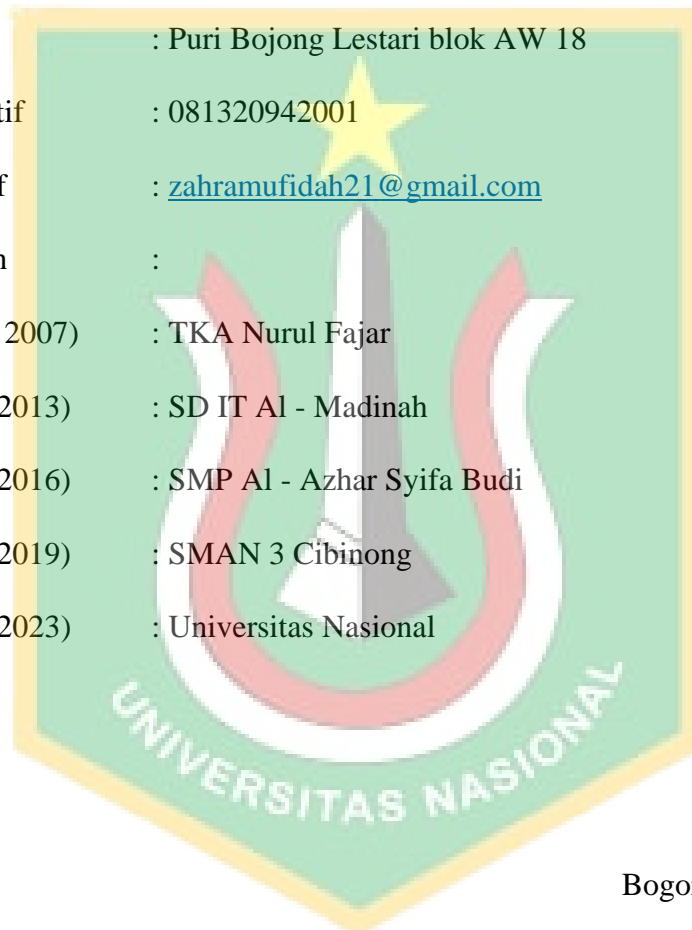 : Puri Bojong Lestari blok AW 18
tif : 081320942001
f : zahramufidah21@gmail.com
n :
2007) : TKA Nurul Fajar
2013) : SD IT Al - Madinah
2016) : SMP Al - Azhar Syifa Budi
2019) : SMAN 3 Cibinong
2023) : Universitas Nasional
UNIVERSITAS NASIONAL
Bogor